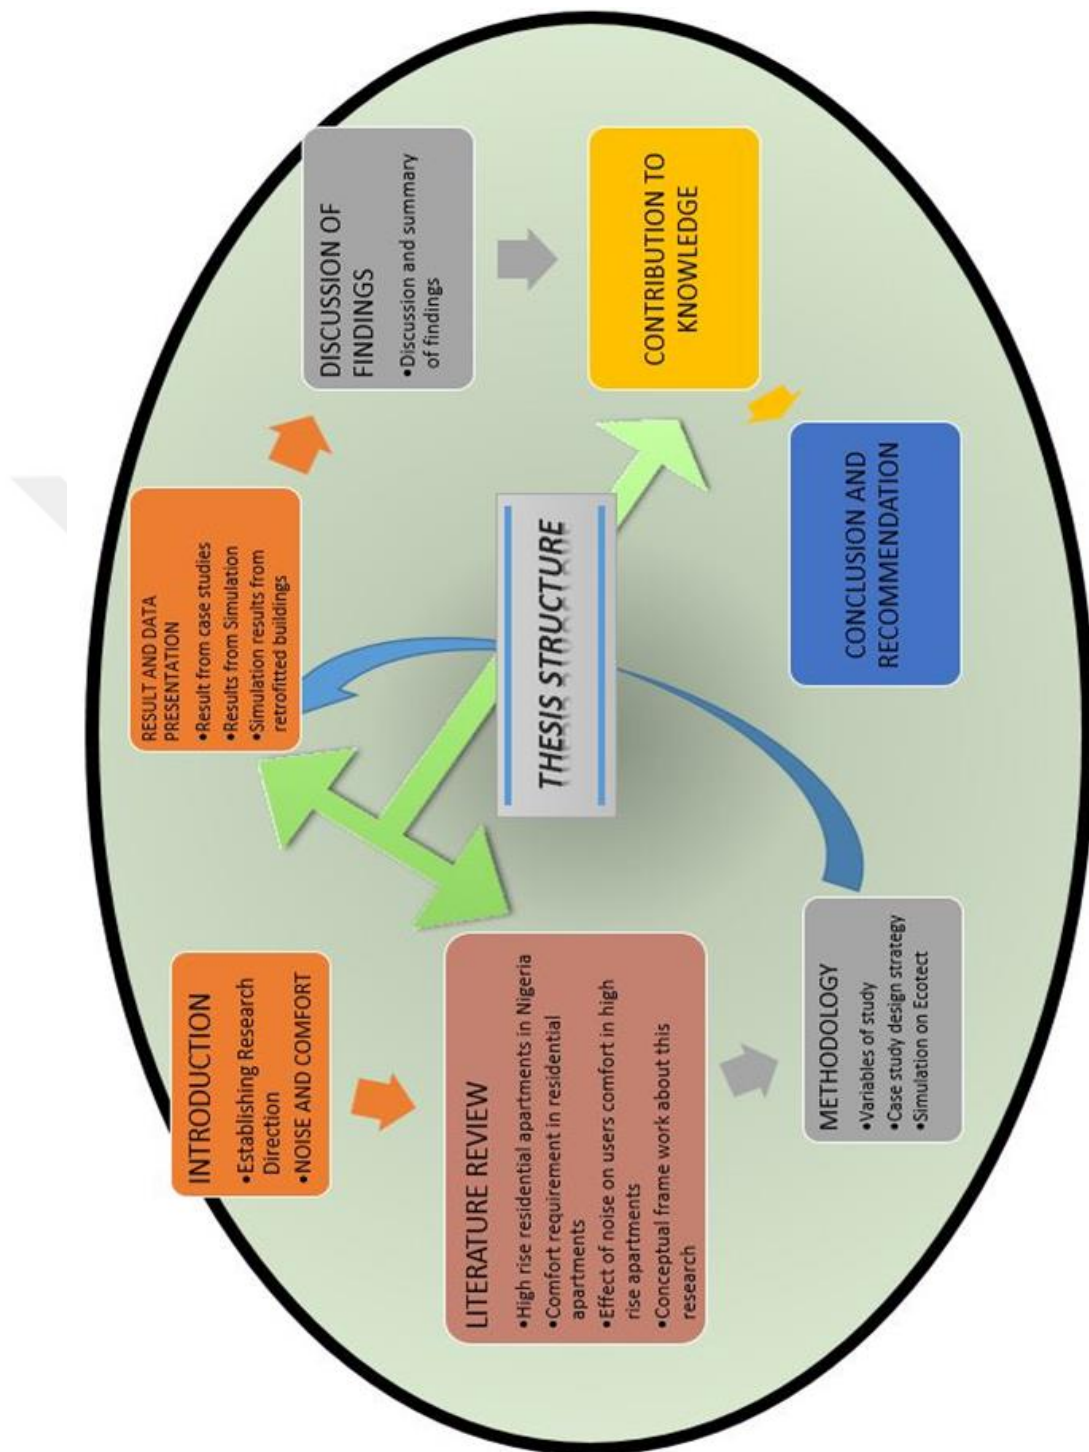 INTRODUCTION
•Establishing Research
Direction
•NOISE AND COMFORT
LITERATURE REVIEW
•High rise residential apartments in Nigeria
•Comfort requirement in residential
apartments
•Effect of noise on users comfort in high
rise apartments
•Conceptual frame work about this
research
METHODOLOGY
•Variables of study
•Case study design strategy
•Simulation on Ecotect
RESULT AND DATA
PRESENTATION
•Result from case studies
•Results from Simulation
•Simulation results from
retrofitted buildings
THESIS STRUCTURE
DISCUSSION OF
FINDINGS
•Discussion and summary
of findings
CONTRIBUTION TO
KNOWLEDGE
CONCLUSION AND
RECOMMENDATION